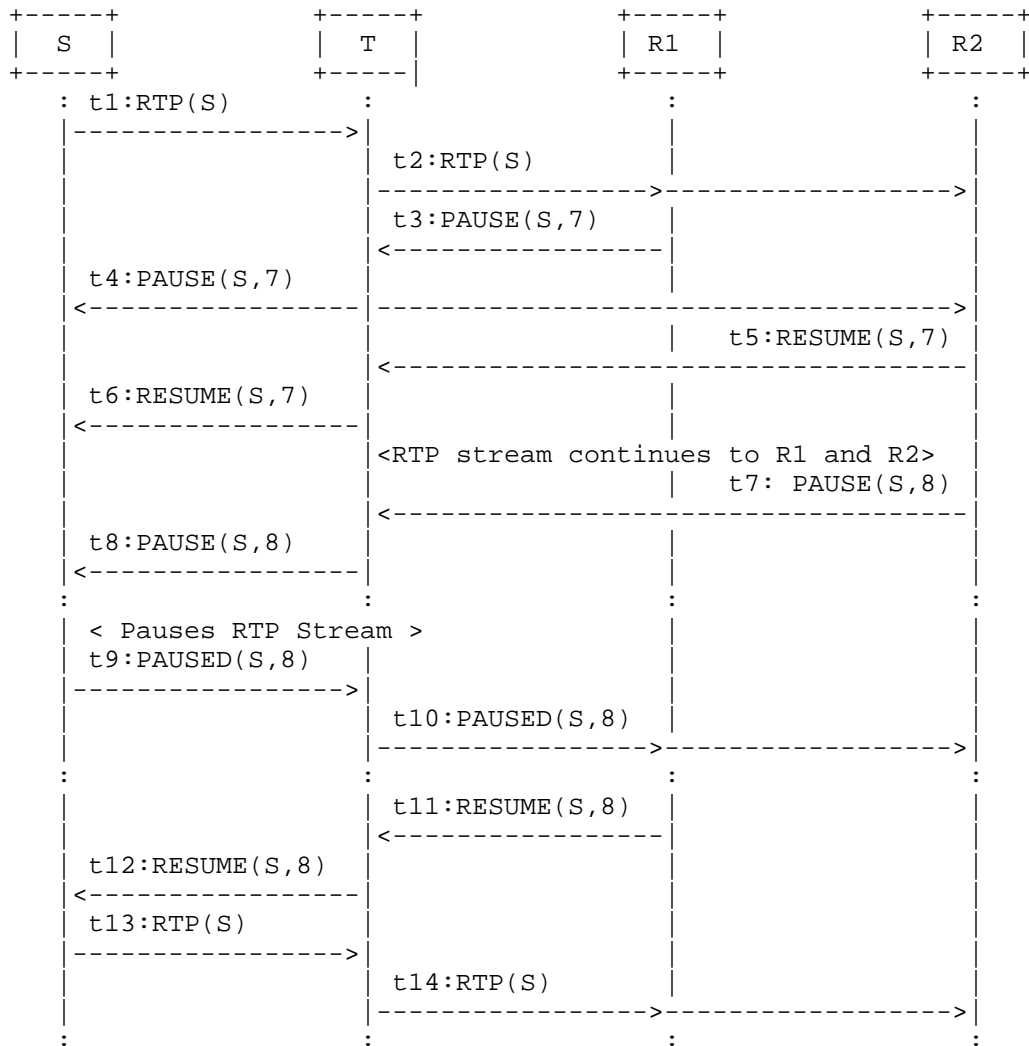 S T R1 R2
t1:RTP(S)
t2:RTP(S)
t3:PAUSE(S,7)
t4:PAUSE(S,7)
t5:RESUME(S,7)
t6:RESUME(S,7)
<RTP stream continues to R1 and R2>
t7: PAUSE(S,8)
t8:PAUSE(S,8)
< Pauses RTP Stream >
t9:PAUSED(S,8)
t10:PAUSED(S,8)
t11:RESUME(S,8)
t12:RESUME(S,8)
t13:RTP(S)
t14:RTP(S)